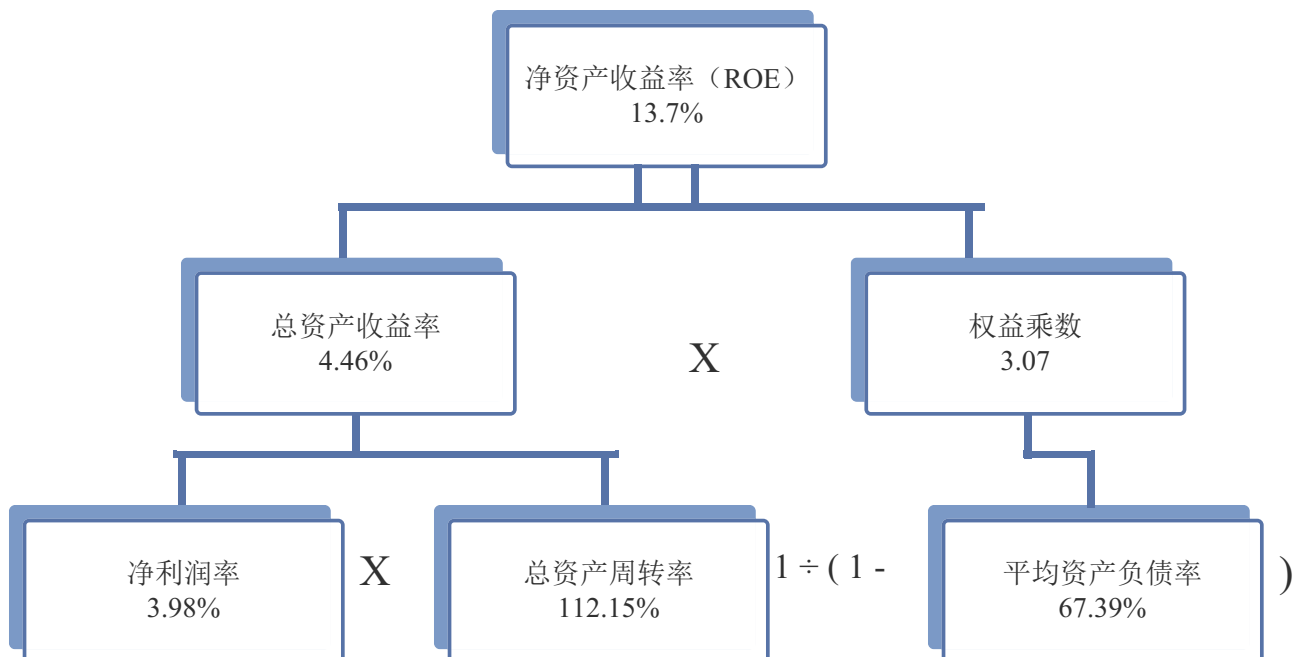 净资产收益率（ROE）
13.7%
总资产收益率
4.46%
X
权益乘数
3.07
净利润率
3.98%
X
总资产周转率
112.15%
1 ÷ ( 1 -
平均资产负债率
67.39%
)